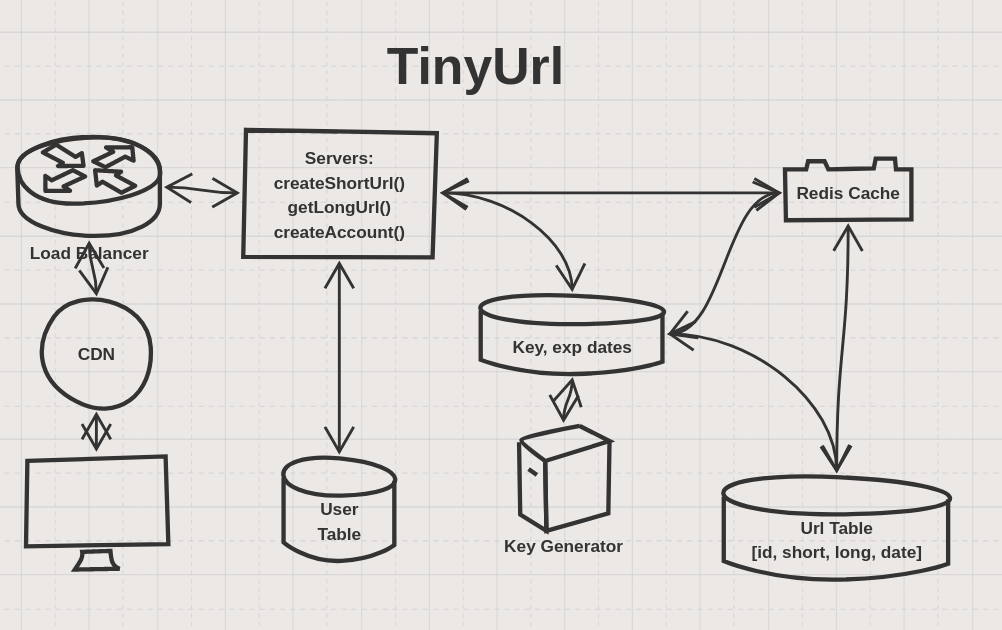 TinyUrl
Servers:
createShortUrl()
getLongUrl()
createAccount()
Redis Cache
Load Balancer
CDN
Key, exp dates
User
Table
Key Generator
Url Table
[id, short, long, date]